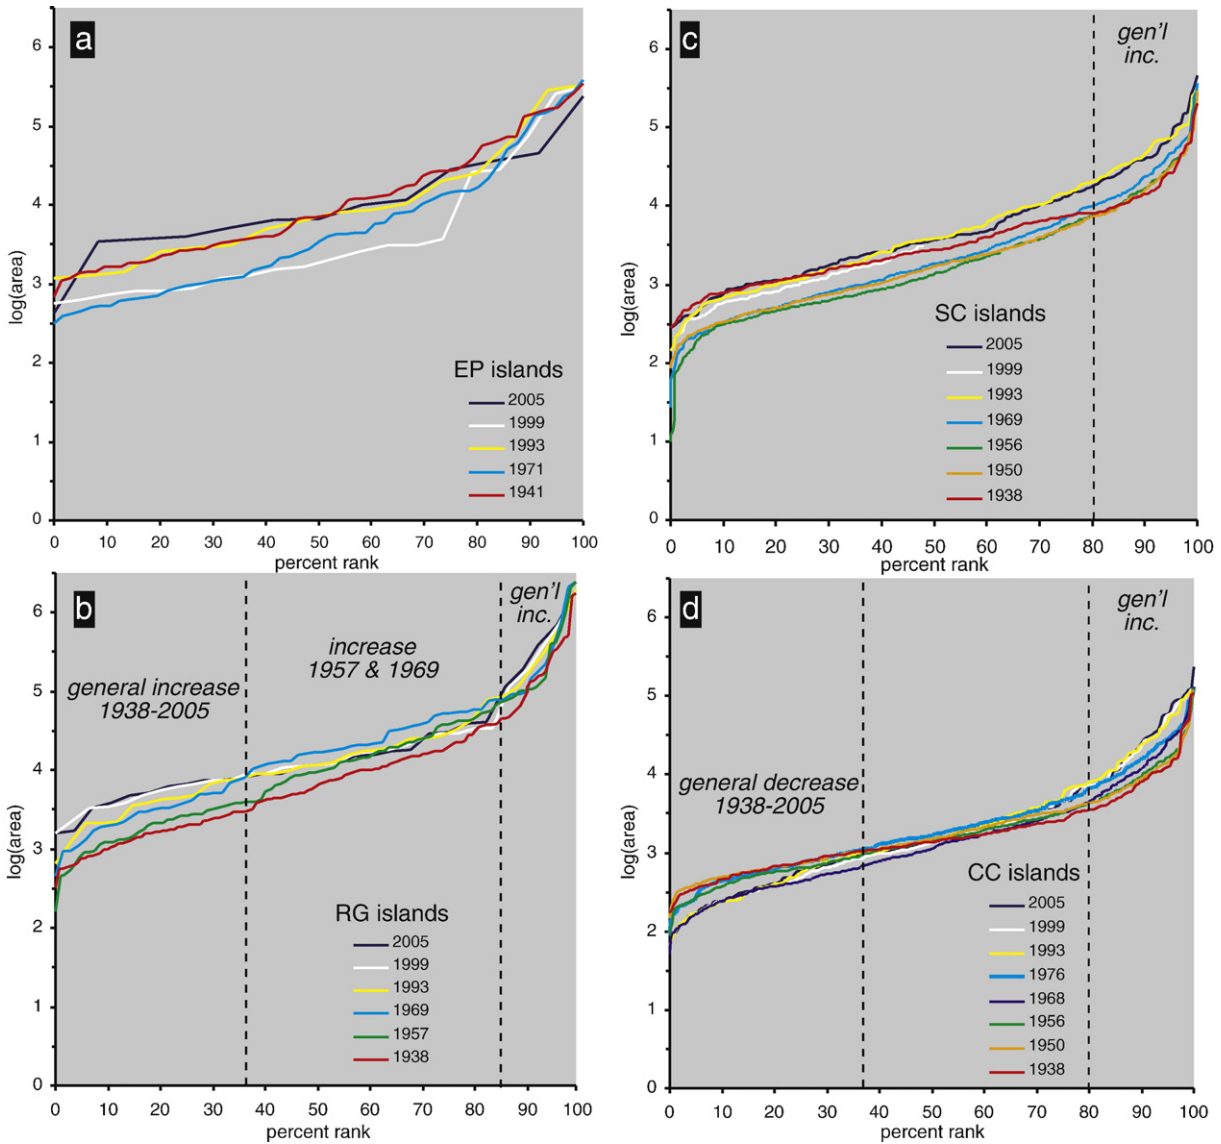 a
6
5
4
3
2
1
0
log(area)
EP islands
2005
1999
1993
1971
1941
0 10 20 30 40 50 60 70 80 90 100
percent rank
c
gen'l
inc.
6
5
4
3
2
1
0
log(area)
SC islands
2005
1999
1993
1969
1956
1950
1938
0 10 20 30 40 50 60 70 80 90 100
percent rank
b
general increase
1938-2005
increase
1957 & 1969
gen'l
inc.
6
5
4
3
2
1
0
log(area)
RG islands
2005
1999
1993
1969
1957
1938
0 10 20 30 40 50 60 70 80 90 100
percent rank
d
gen'l
inc.
general decrease
1938-2005
6
5
4
3
2
1
0
log(area)
CC islands
2005
1999
1993
1976
1968
1956
1950
1938
0 10 20 30 40 50 60 70 80 90 100
percent rank